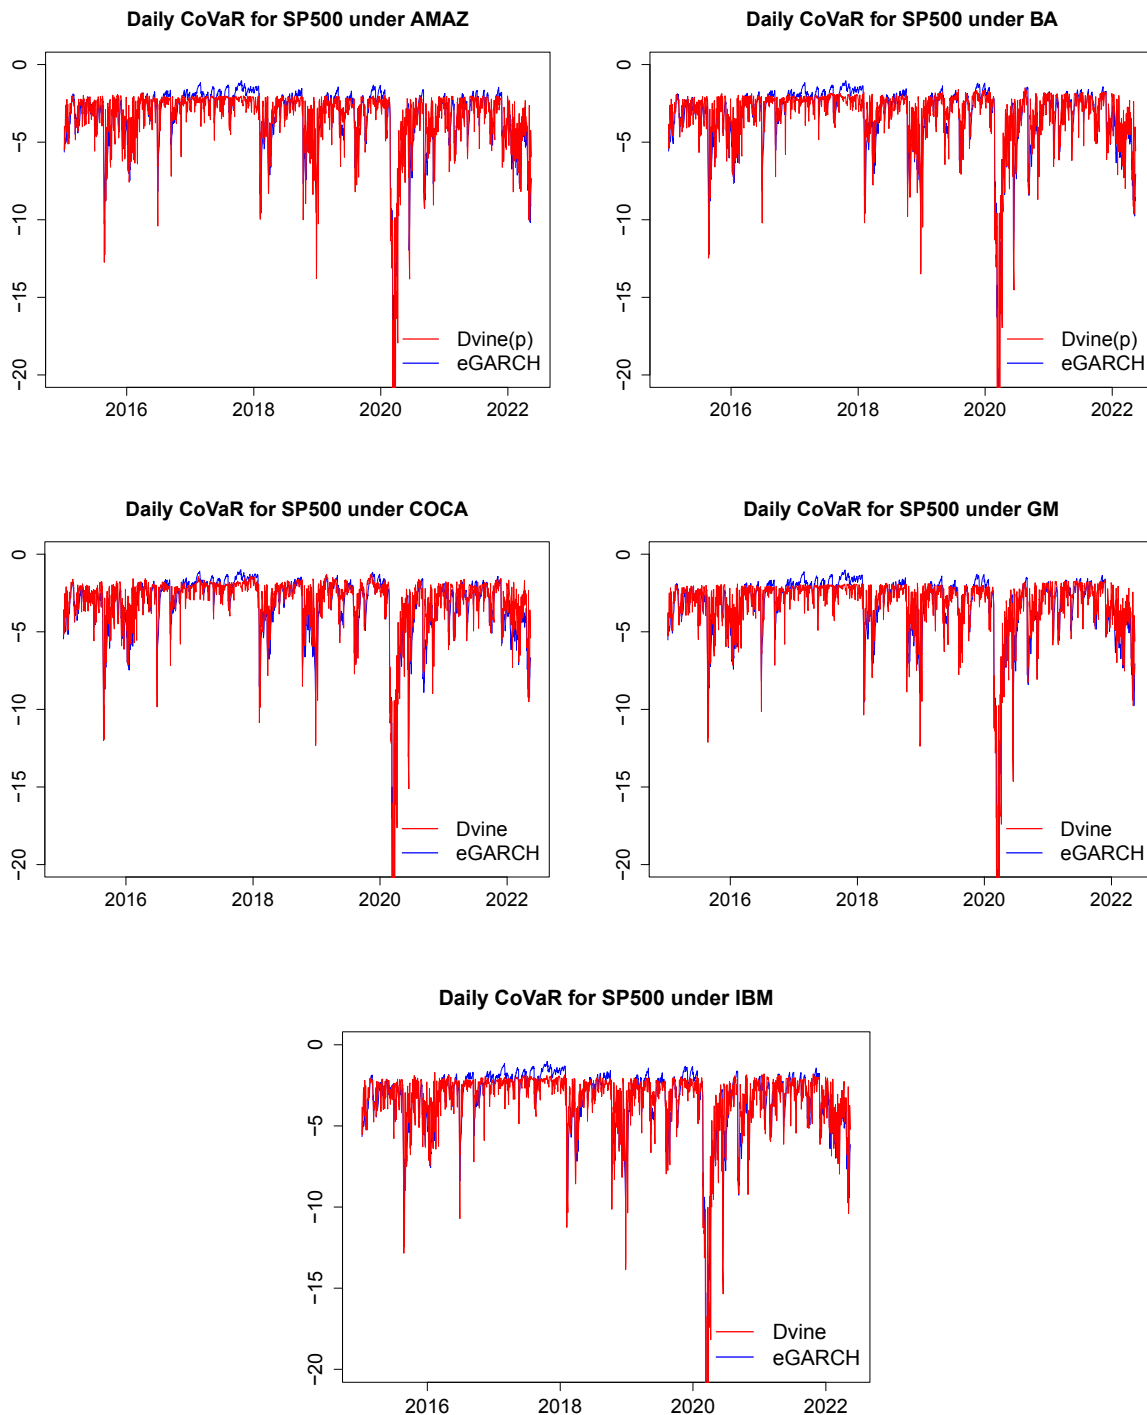 Daily CoVaR for SP500 under AMAZ
0
−5
−10
−15
−20
Dvine(p)
eGARCH
2016 2018 2020 2022
Daily CoVaR for SP500 under BA
0
−5
−10
−15
−20
Dvine(p)
eGARCH
2016 2018 2020 2022
Daily CoVaR for SP500 under COCA
0
−5
−10
−15
−20
Dvine
eGARCH
2016 2018 2020 2022
Daily CoVaR for SP500 under GM
0
−5
−10
−15
−20
Dvine
eGARCH
2016 2018 2020 2022
Daily CoVaR for SP500 under IBM
0
−5
−10
−15
−20
Dvine
eGARCH
2016 2018 2020 2022